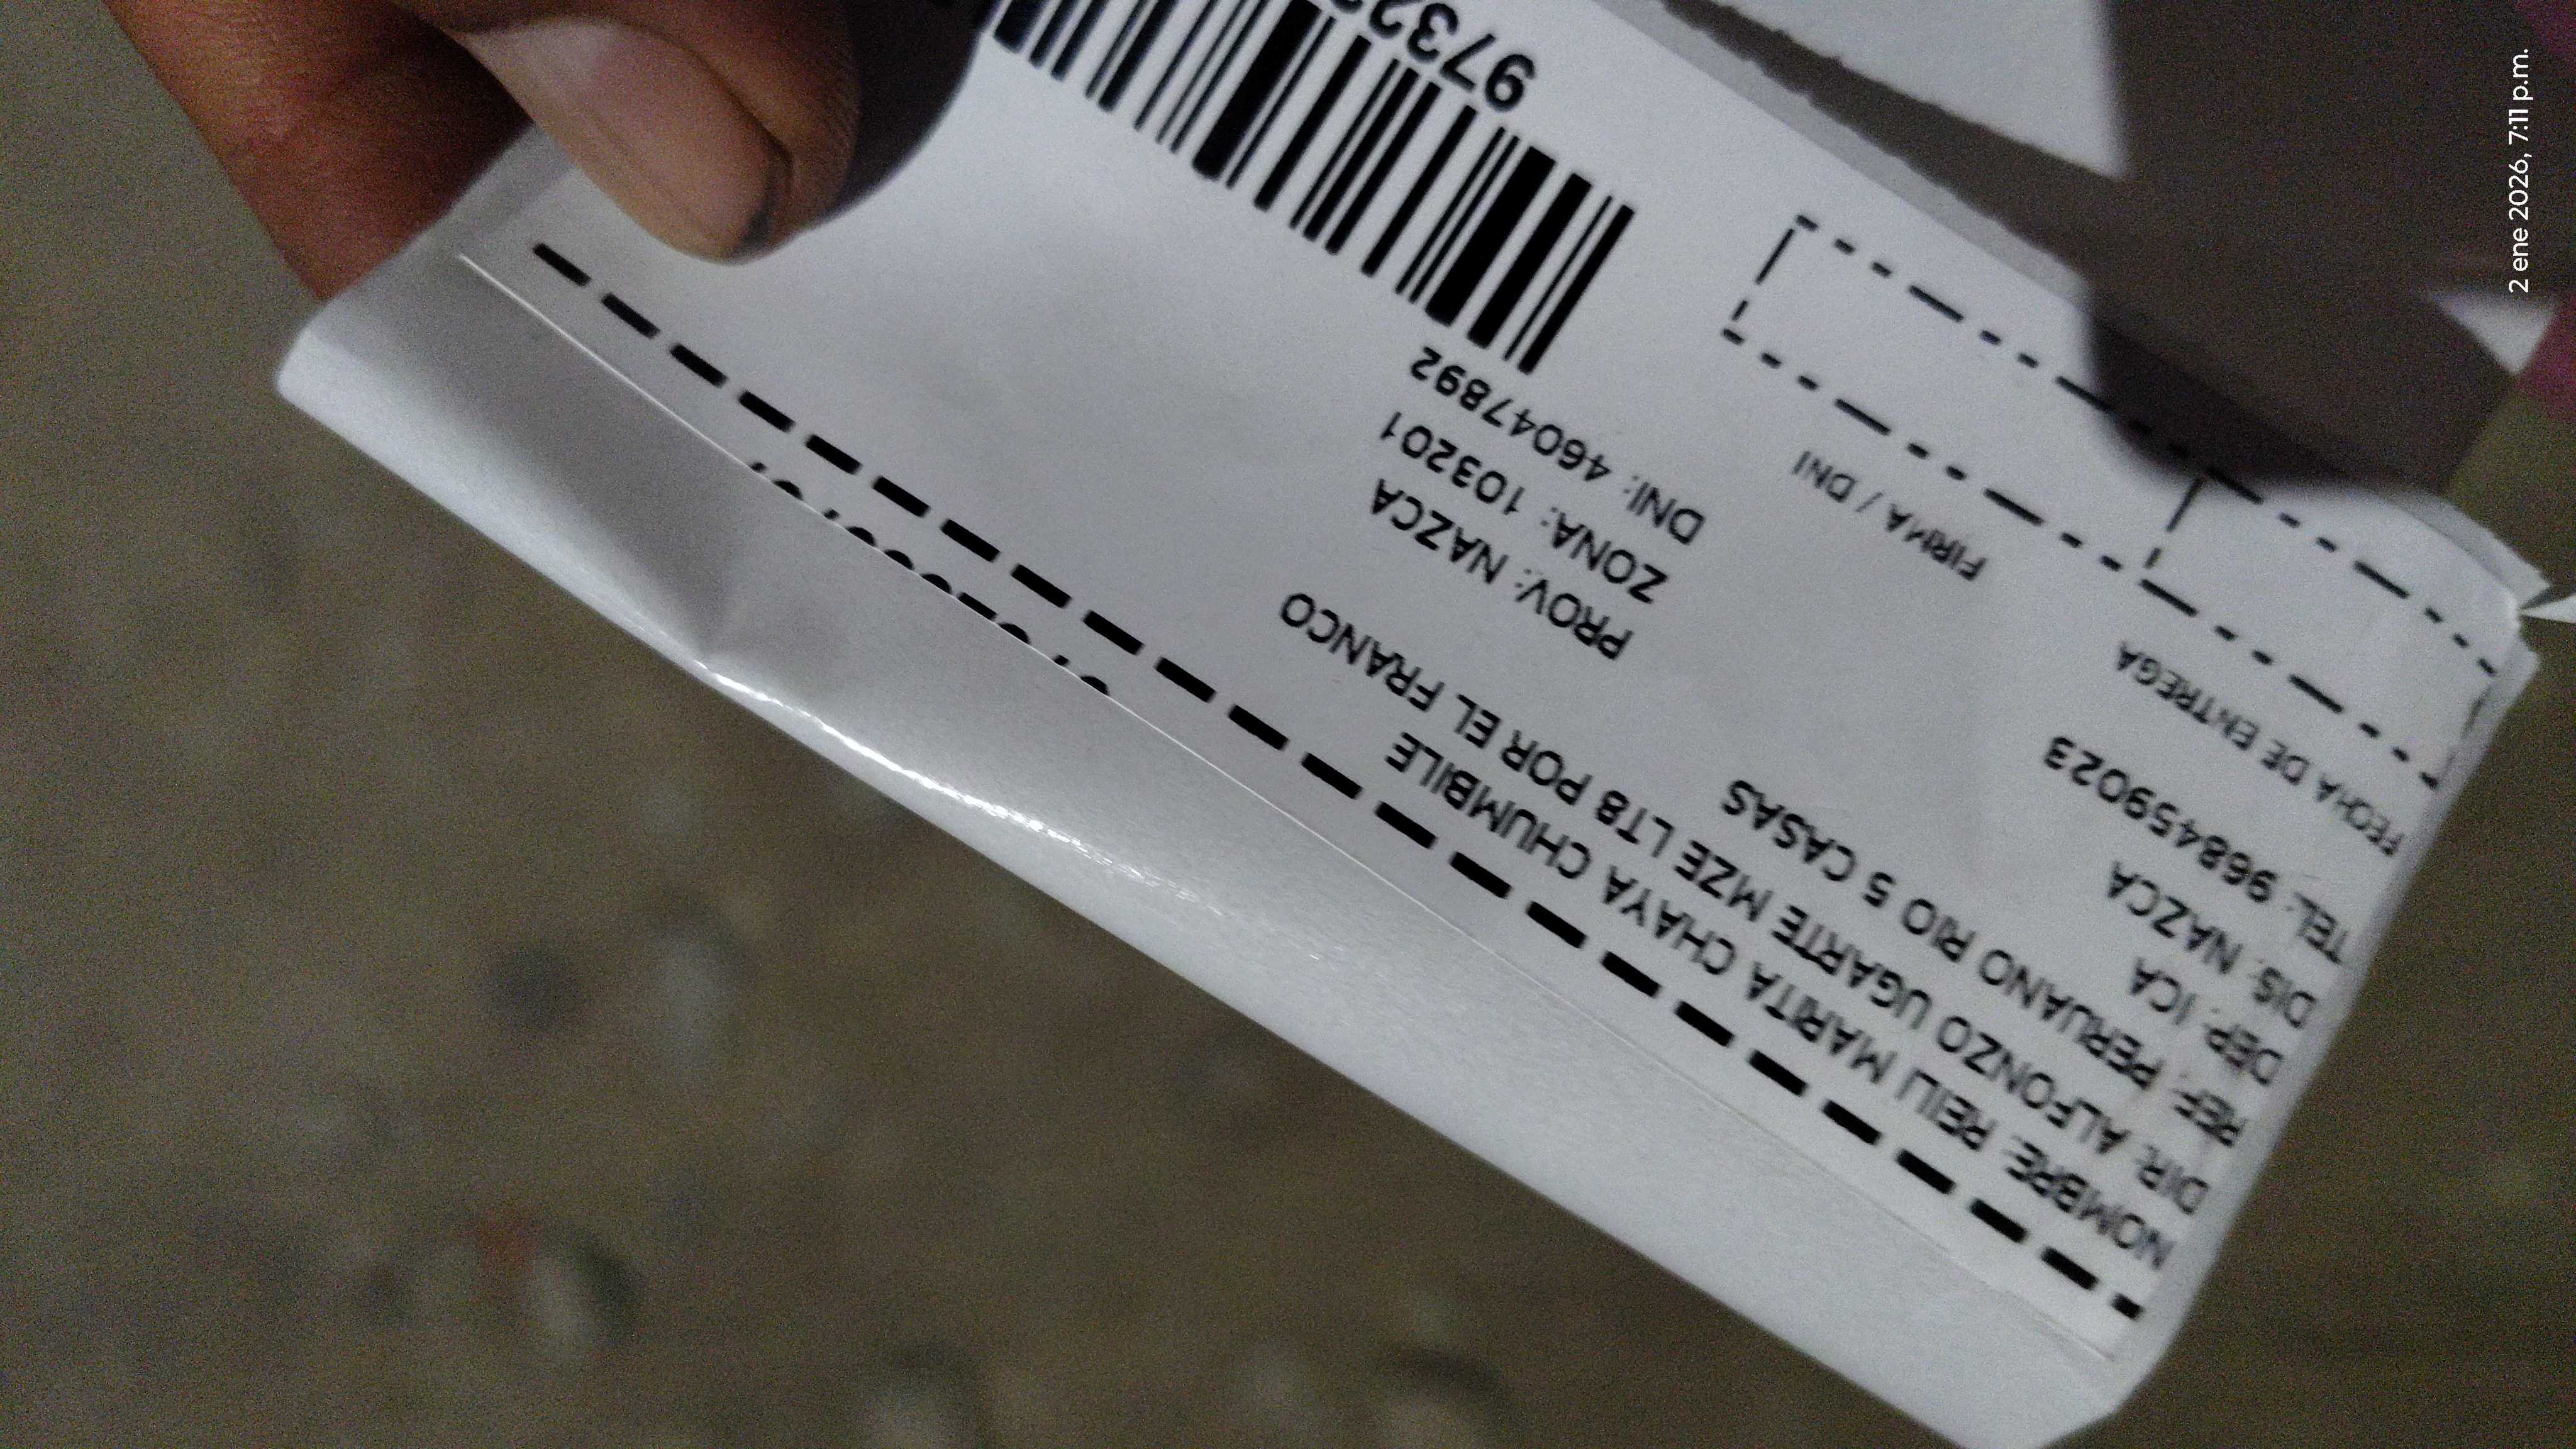 NOMBRE: REILI MARITA CHAYA CHUMBILE
DIR: ALFONZO UGARTE MZE LT8 POR EL FRANCO
REF: PERUANO RIO 5 CASAS
DEP: ICA
PROV: NAZCA
DIS: NAZCA
ZONA: 103201
TEL: 968459023
DNI: 46047892
FECHA DE ENTREGA
FIRMA / DNI
2 ene 2026, 7:11 p.m.